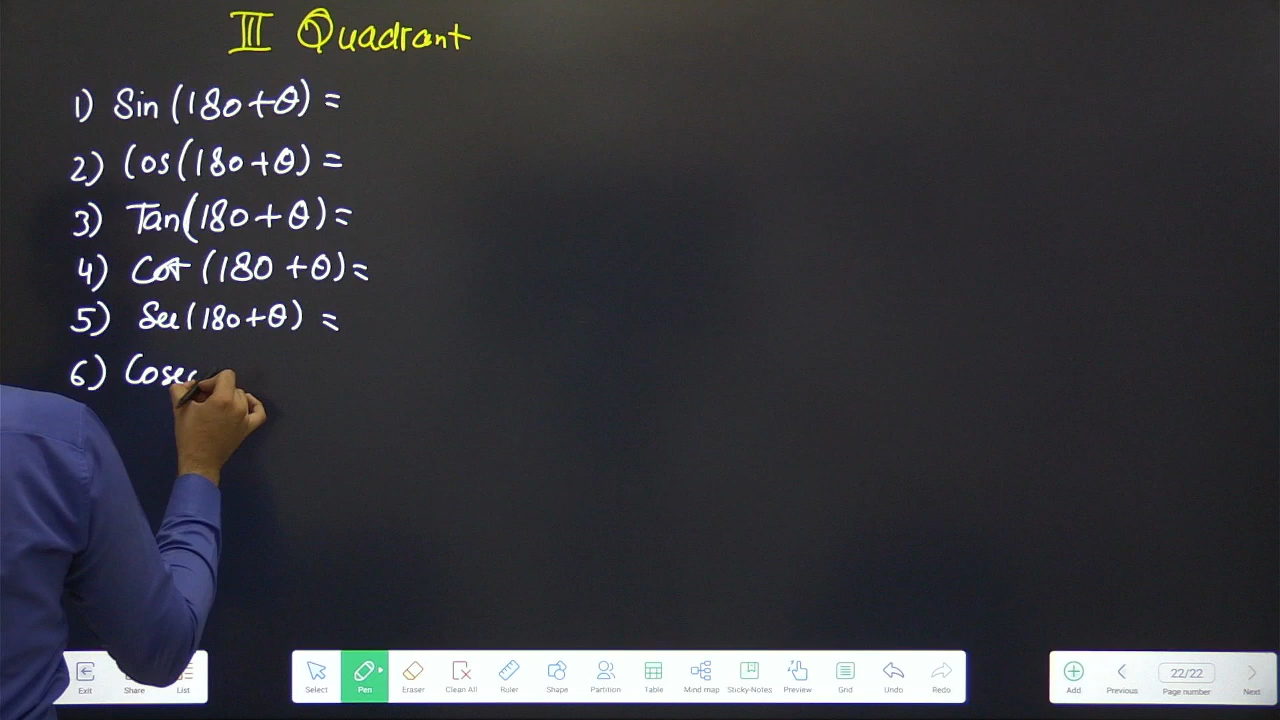 III Quadrant
1) Sin (180+θ) =
2) Cos(180+θ) =
3) Tan(180+θ) =
4) Cot (180+θ) =
5) Sec(180+θ) =
6) Cosec
Exit
Share
List
Select
Pen
Eraser
Clean All
Ruler
Shape
Partition
Table
Mind map
Sticky-Notes
Preview
Grid
Undo
Redo
Add
Previous
22/22
Page number
Next